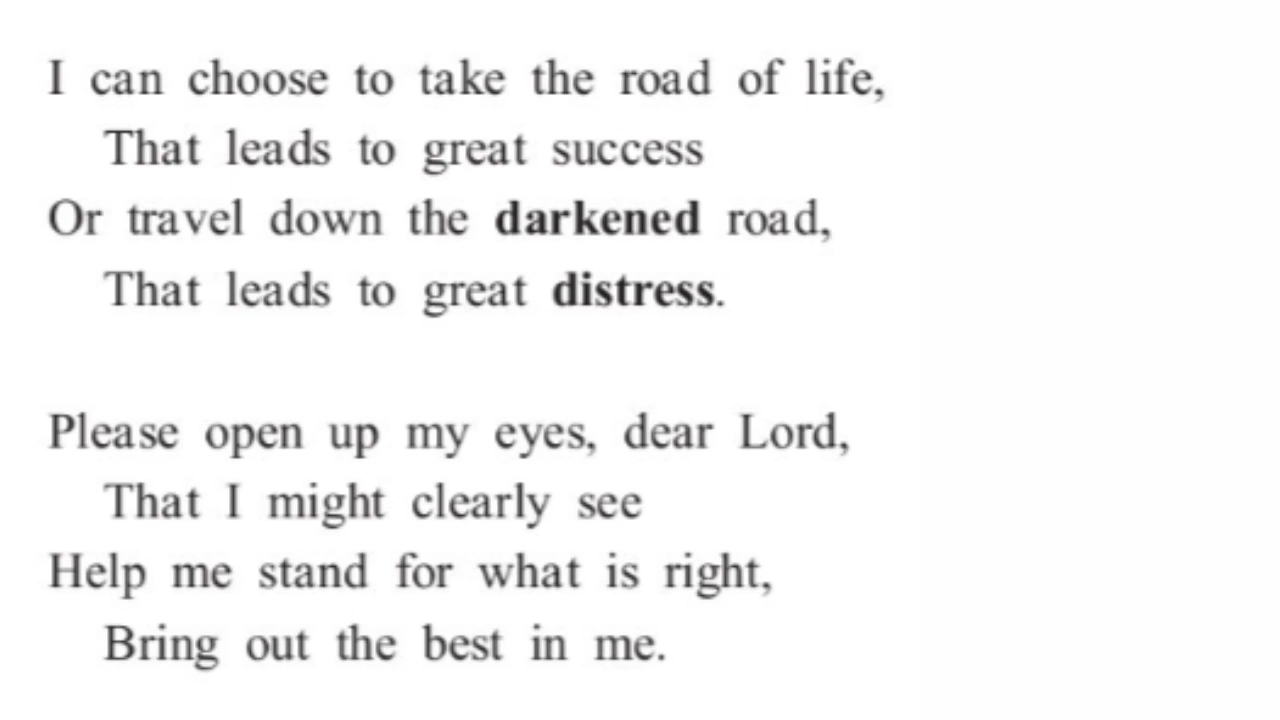 I can choose to take the road of life,
That leads to great success
Or travel down the darkened road,
That leads to great distress.

Please open up my eyes, dear Lord,
That I might clearly see
Help me stand for what is right,
Bring out the best in me.